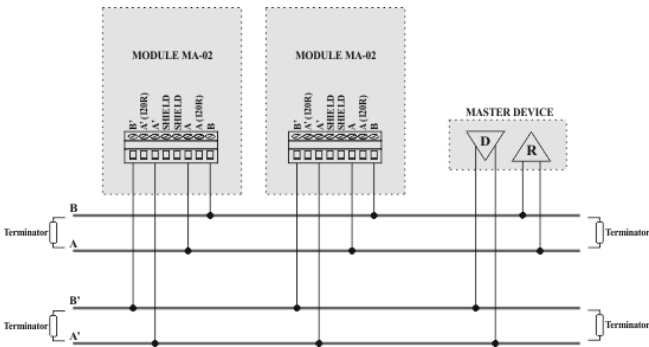 MODULE MA-02
B'
A' (120R)
A'
SHIELD
SHIELD
A
A (120R)
B
MODULE MA-02
B'
A' (120R)
A'
SHIELD
SHIELD
A
A (120R)
B
MASTER DEVICE
D
R
B
Terminator
Terminator
A
B'
Terminator
Terminator
A'